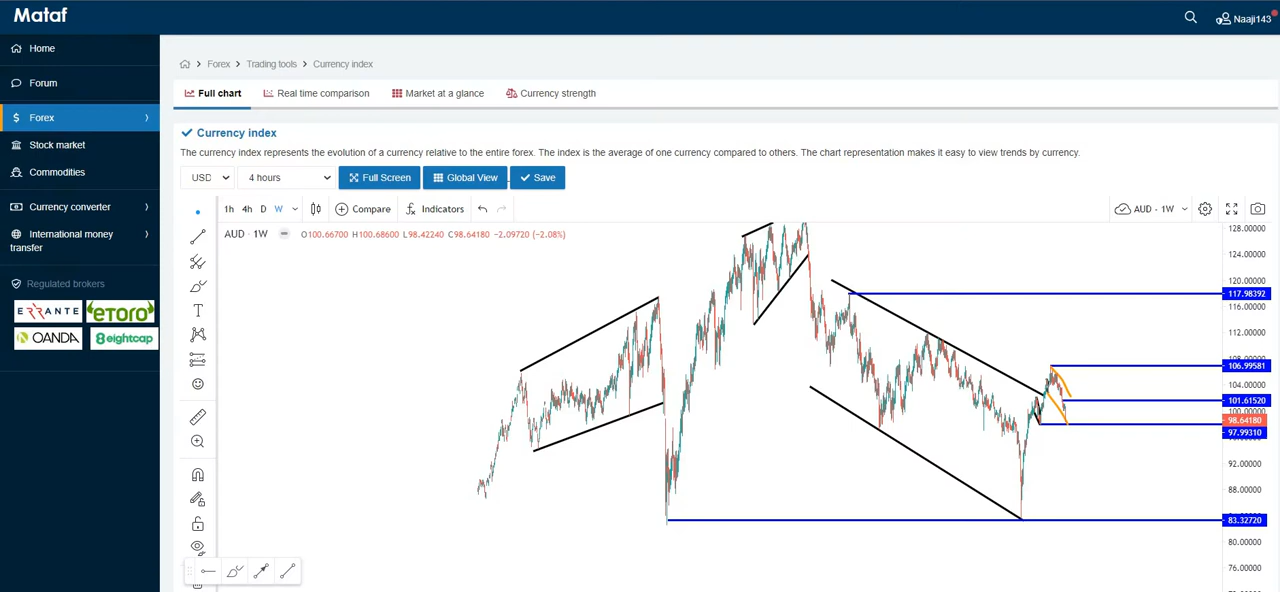 Mataf
Naaji143
Home
Forum
Forex
Stock market
Commodities
Currency converter
International money
transfer
Regulated brokers
ERRANTE
eToro
OANDA
eightcap
Forex
Trading tools
Currency index
Full chart
Real time comparison
Market at a glance
Currency strength
Currency index
The currency index represents the evolution of a currency relative to the entire forex. The index is the average of one currency compared to others. The chart representation makes it easy to view trends by currency.
USD
4 hours
Full Screen
Global View
Save
1h 4h D W
Compare
Indicators
AUD · 1W
AUD · 1W
O100.66700 H100.68600 L98.42240 C98.64180 −2.09720 (−2.08%)
128.00000
124.00000
120.00000
117.98392
116.00000
112.00000
106.99581
104.00000
101.61520
100.00000
98.64180
97.99310
92.00000
88.00000
83.32720
80.00000
76.00000